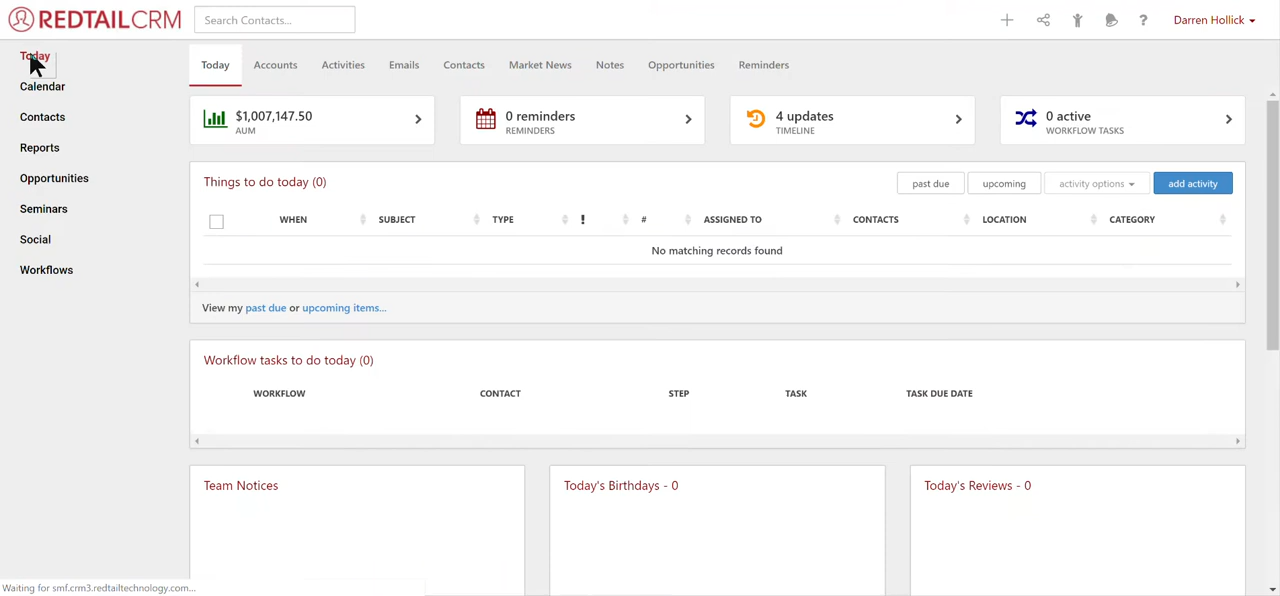 REDTAILCRM
Search Contacts...
?
Darren Hollick
Today
Calendar
Contacts
Reports
Opportunities
Seminars
Social
Workflows
Today Accounts Activities Emails Contacts Market News Notes Opportunities Reminders
$1,007,147.50
AUM
0 reminders
REMINDERS
4 updates
TIMELINE
0 active
WORKFLOW TASKS
Things to do today (0)
past due upcoming activity options add activity
WHEN SUBJECT TYPE ! # ASSIGNED TO CONTACTS LOCATION CATEGORY
No matching records found
View my past due or upcoming items...
Workflow tasks to do today (0)
WORKFLOW CONTACT STEP TASK TASK DUE DATE
Team Notices
Today's Birthdays - 0
Today's Reviews - 0
Waiting for smf.crm3.redtailtechnology.com...